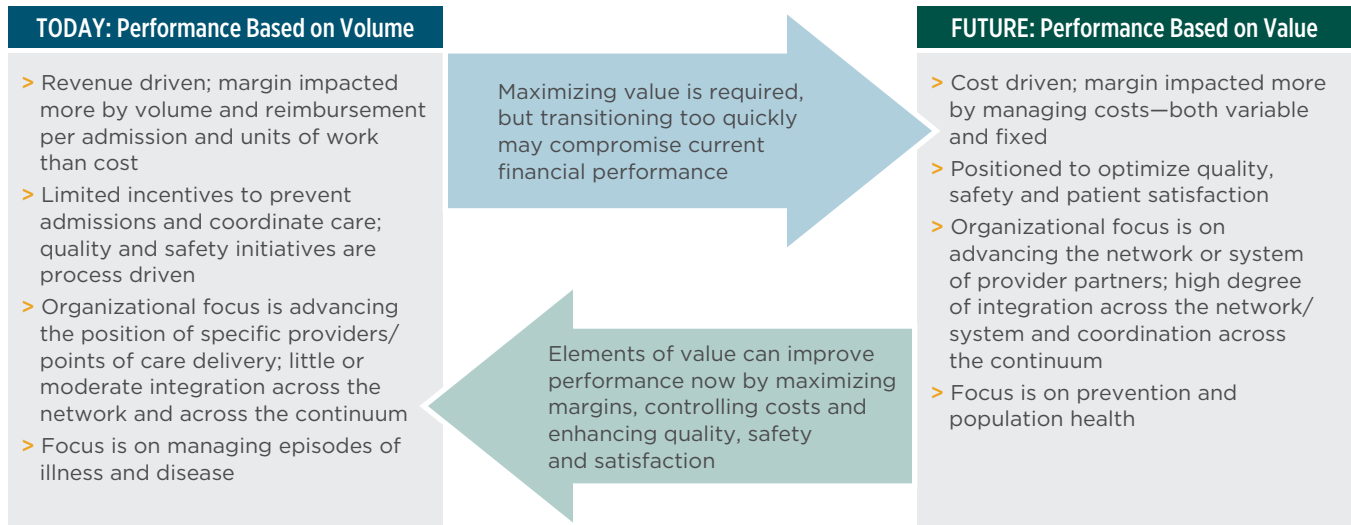 TODAY: Performance Based on Volume
> Revenue driven; margin impacted
more by volume and reimbursement
per admission and units of work
than cost
> Limited incentives to prevent
admissions and coordinate care;
quality and safety initiatives are
process driven
> Organizational focus is advancing
the position of specific providers/
points of care delivery; little or
moderate integration across the
network and across the continuum
> Focus is on managing episodes of
illness and disease
Maximizing value is required,
but transitioning too quickly
may compromise current
financial performance
Elements of value can improve
performance now by maximizing
margins, controlling costs and
enhancing quality, safety
and satisfaction
FUTURE: Performance Based on Value
> Cost driven; margin impacted more
by managing costs—both variable
and fixed
> Positioned to optimize quality,
safety and patient satisfaction
> Organizational focus is on
advancing the network or system
of provider partners; high degree
of integration across the network/
system and coordination across
the continuum
> Focus is on prevention and
population health